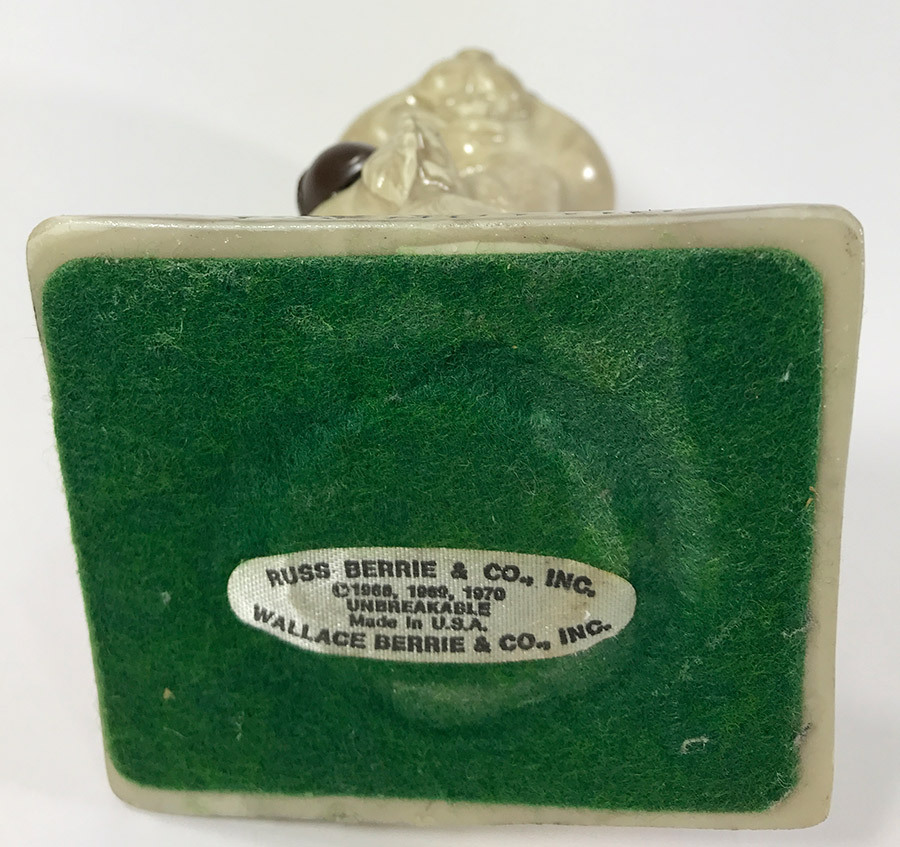 RUSS BERRIE & CO., INC.
©1968, 1969, 1970
UNBREAKABLE
Made In U.S.A.
WALLACE BERRIE & CO., INC.